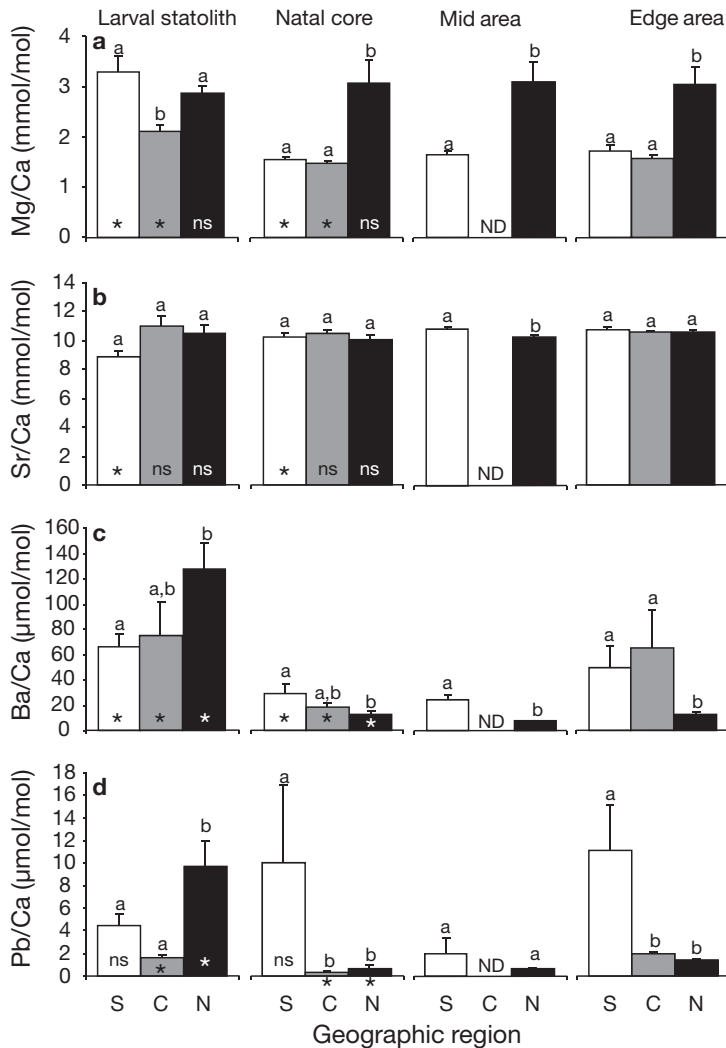 Larval statolith Natal core Mid area Edge area
a
Mg/Ca (mmol/mol)
4
3
2
1
0
a b a
* * ns
a a b
* * ns
a b
ND
a a b
b
Sr/Ca (mmol/mol)
14
12
10
8
6
4
2
0
a a a
* ns ns
a a a
* ns ns
a b
ND
a a a
c
Ba/Ca (µmol/mol)
160
140
120
100
80
60
40
20
0
a a,b b
* * *
a a,b b
* * *
a b
ND
a a b
d
Pb/Ca (µmol/mol)
18
16
14
12
10
8
6
4
2
0
a a b
ns * *
a b b
ns * *
a a
ND
a b b
S C N S C N S C N S C N
Geographic region